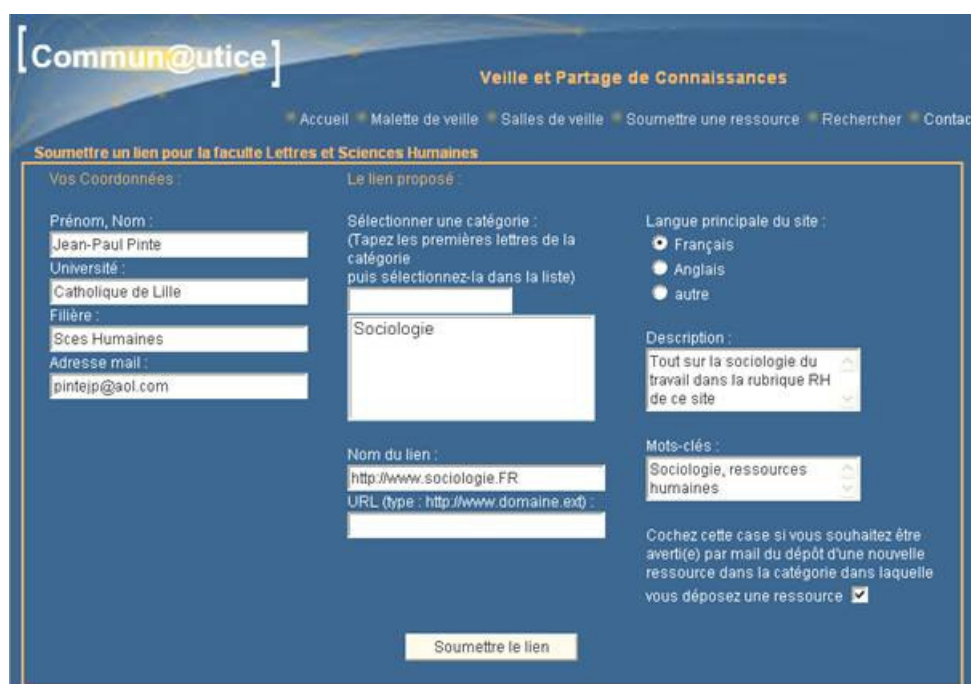 [Commun@utice]
Veille et Partage de Connaissances
Accueil Malette de veille Salles de veille Soumettre une ressource Rechercher Contac
Soumettre un lien pour la faculte Lettres et Sciences Humaines
Vos Coordonnées :
Prénom, Nom :
Jean-Paul Pinte
Université :
Catholique de Lille
Filière :
Sces Humaines
Adresse mail :
pintejp@aol.com
Le lien proposé :
Sélectionner une catégorie :
(Tapez les premières lettres de la
catégorie
puis sélectionnez-la dans la liste)
Sociologie
Nom du lien :
http://www.sociologie.FR
URL (type : http://www.domaine.ext) :
Langue principale du site :
Français
Anglais
autre
Description :
Tout sur la sociologie du
travail dans la rubrique RH
de ce site
Mots-clés :
Sociologie, ressources
humaines
Cochez cette case si vous souhaitez être
averti(e) par mail du dépôt d'une nouvelle
ressource dans la catégorie dans laquelle
vous déposez une ressource
Soumettre le lien